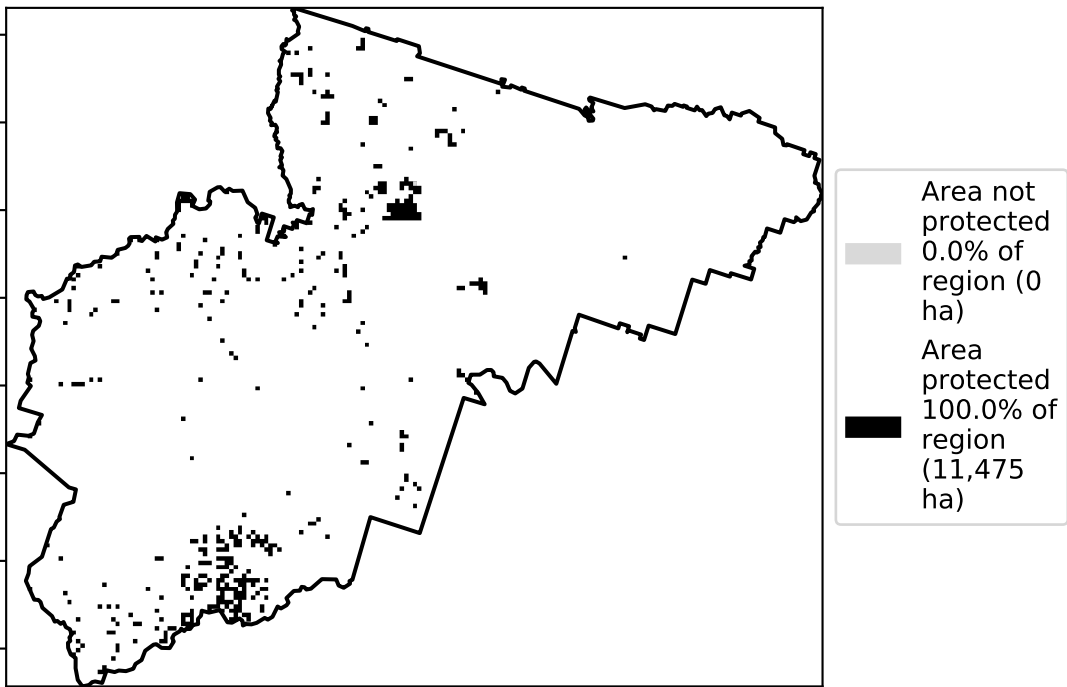 Area not
protected
0.0% of
region (0
ha)
Area
protected
100.0% of
region
(11,475
ha)